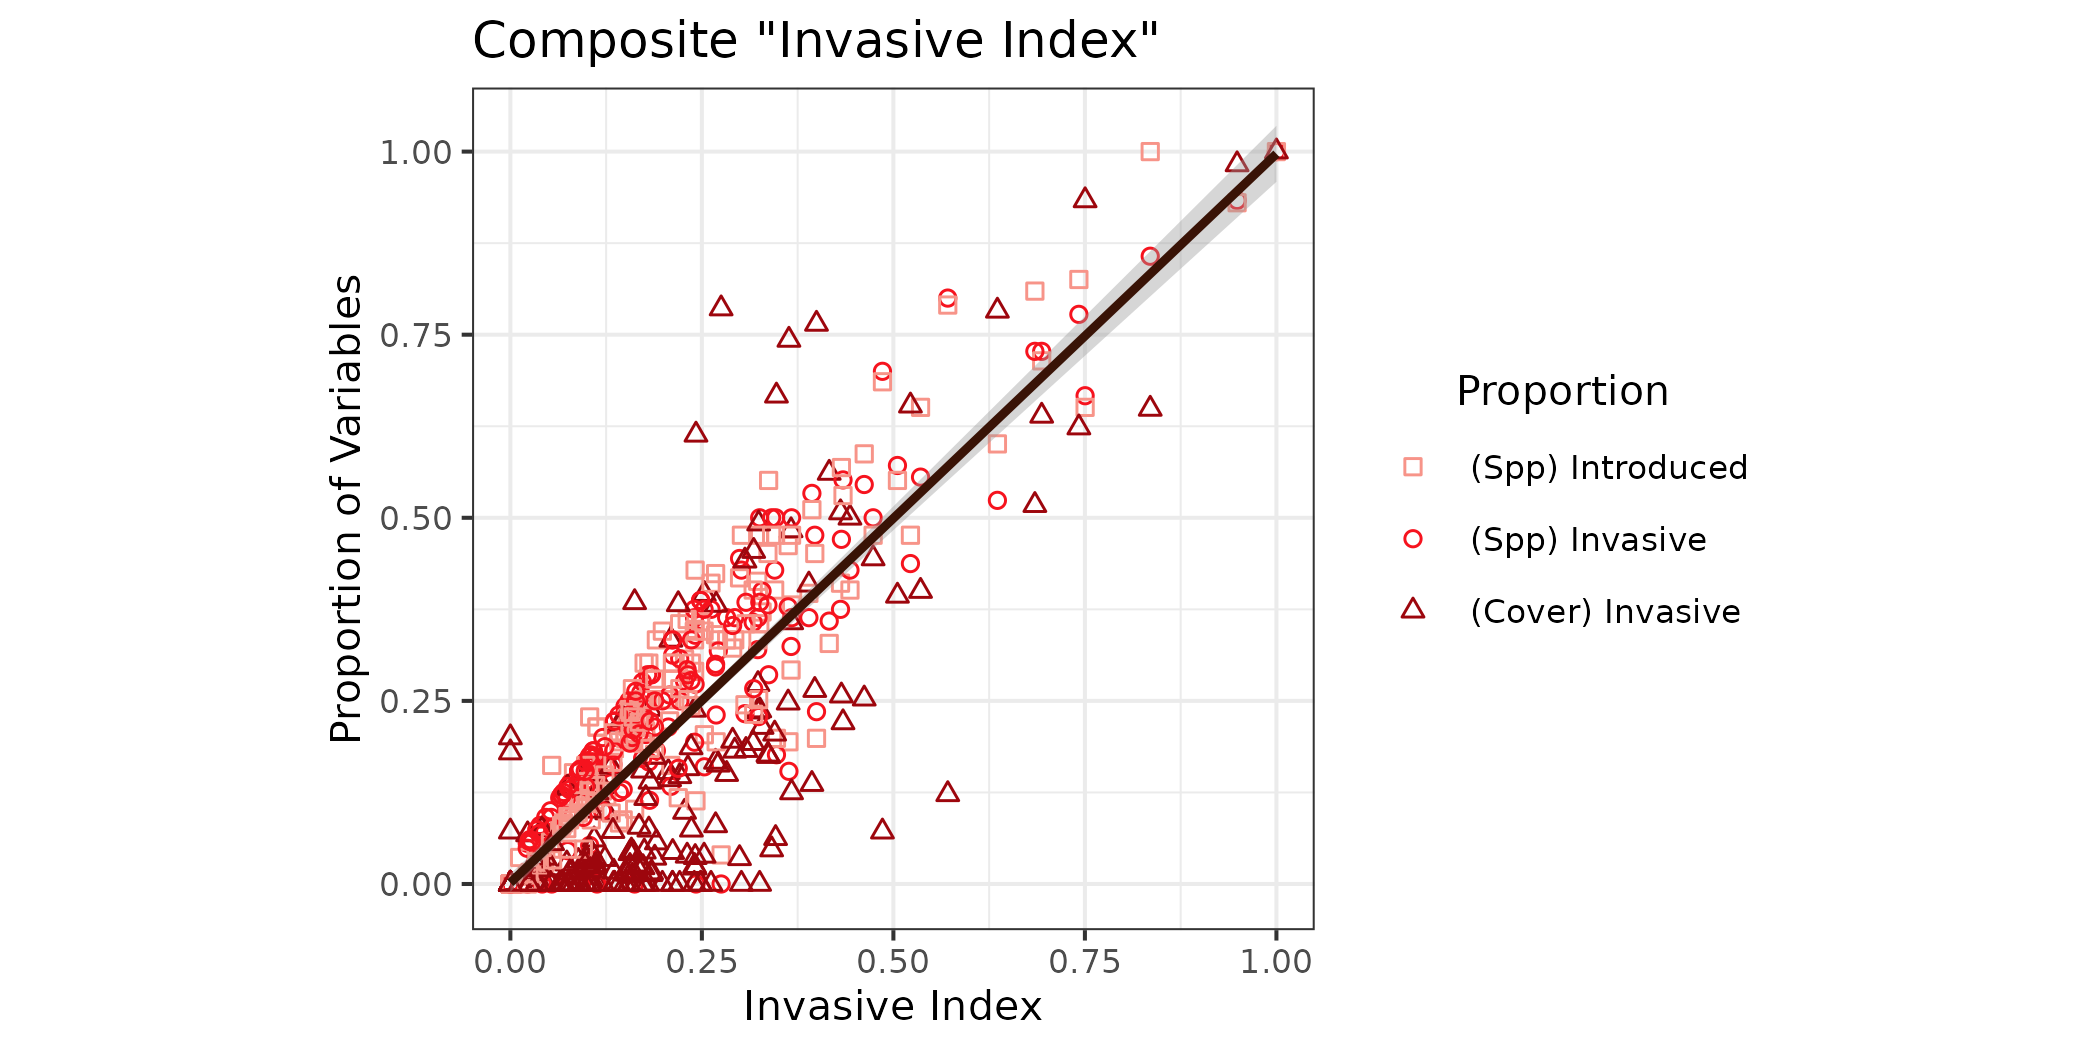 Composite "Invasive Index"
Proportion of Variables
1.00
0.75
0.50
0.25
0.00
0.00 0.25 0.50 0.75 1.00
Invasive Index
Proportion
(Spp) Introduced
(Spp) Invasive
(Cover) Invasive